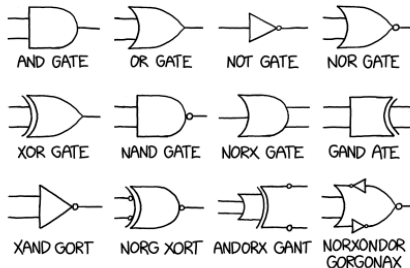 AND GATE
OR GATE
NOT GATE
NOR GATE
XOR GATE
NAND GATE
NORX GATE
GAND ATE
XAND GORT
NORG XORT
ANDORX GANT
NORXONDOR
GORGONAX